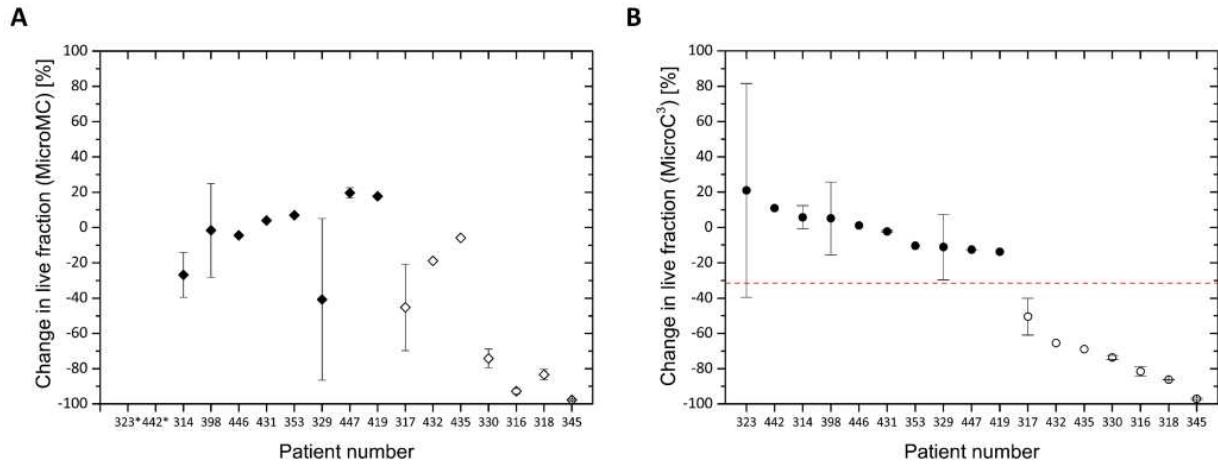 A
Change in live fraction (MicroMC) [%]
100
80
60
40
20
0
-20
-40
-60
-80
-100
323* 442* 314 398 446 431 353 329 447 419 317 432 435 330 316 318 345
Patient number
B
Change in live fraction (MicroC³) [%]
100
80
60
40
20
0
-20
-40
-60
-80
-100
323 442 314 398 446 431 353 329 447 419 317 432 435 330 316 318 345
Patient number